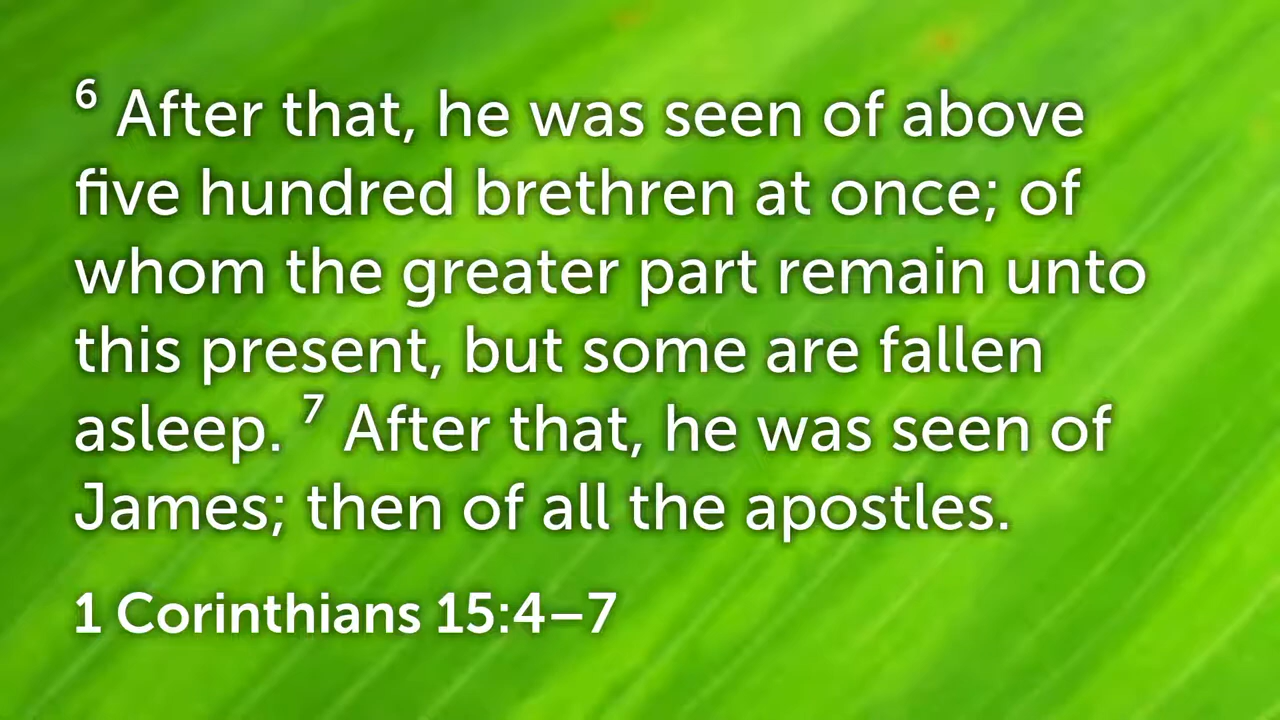 ⁶ After that, he was seen of above
five hundred brethren at once; of
whom the greater part remain unto
this present, but some are fallen
asleep. ⁷ After that, he was seen of
James; then of all the apostles.
1 Corinthians 15:4–7